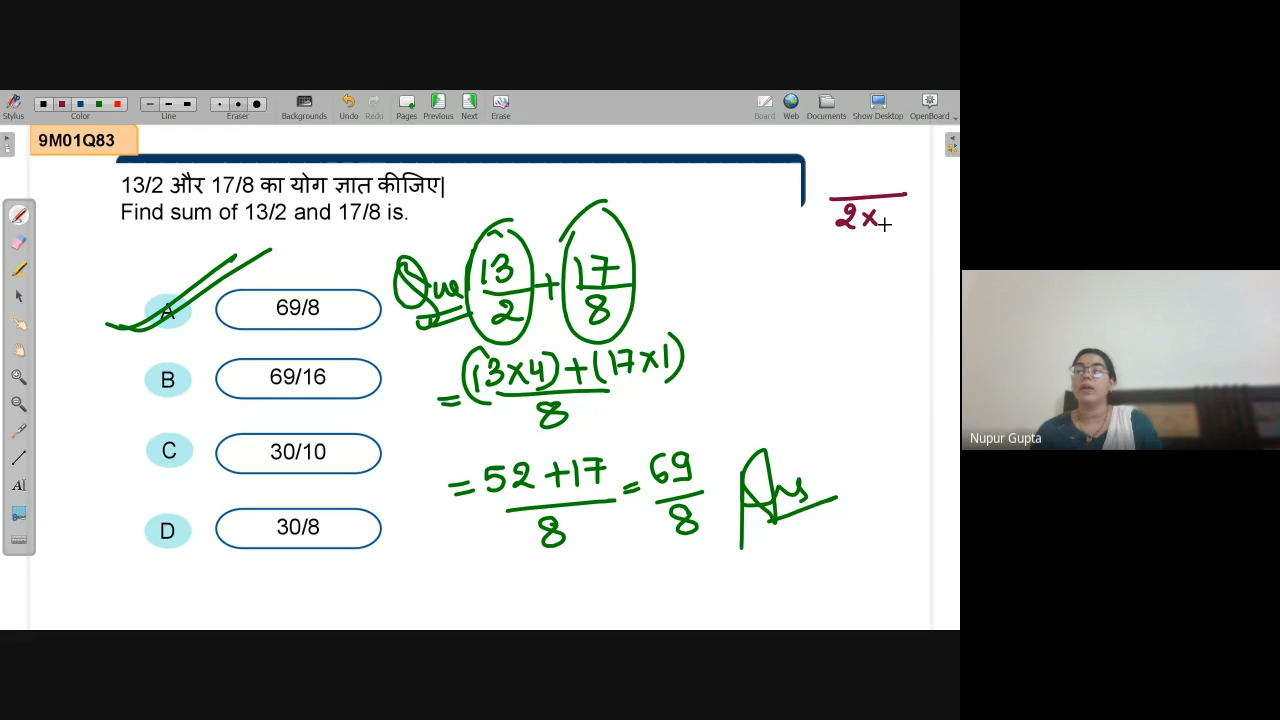 Stylus Color Line Eraser Backgrounds Undo Redo Pages Previous Next Erase Board Web Documents Show Desktop OpenBoard
9M01Q83
13/2 और 17/8 का योग ज्ञात कीजिए|
Find sum of 13/2 and 17/8 is.
2×
Que 13/2 + 17/8
A 69/8
= (13×4)+(17×1)/8
B 69/16
C 30/10
= 52+17/8 = 69/8 Ans
D 30/8
Nupur Gupta